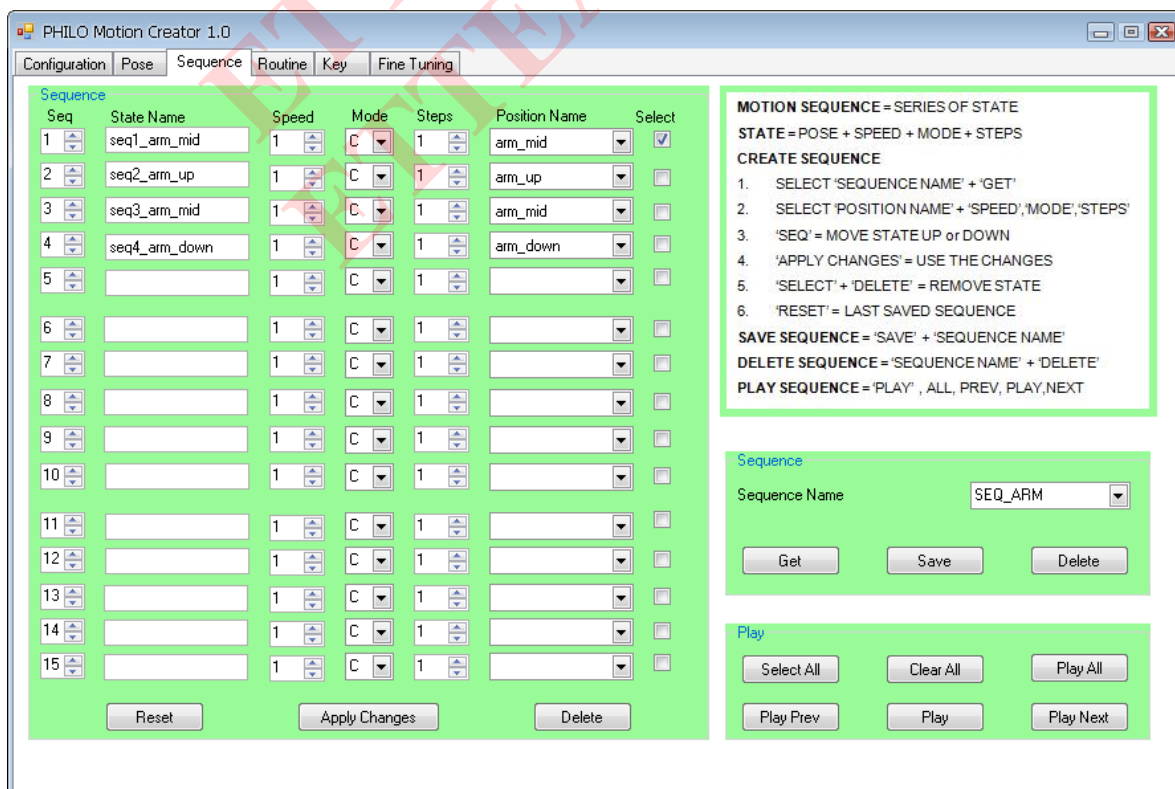 PHILO Motion Creator 1.0
Configuration Pose Sequence Routine Key Fine Tuning
Sequence
Seq State Name Speed Mode Steps Position Name Select
1 seq1_arm_mid 1 C 1 arm_mid
2 seq2_arm_up 1 C 1 arm_up
3 seq3_arm_mid 1 C 1 arm_mid
4 seq4_arm_down 1 C 1 arm_down
5 1 C 1
6 1 C 1
7 1 C 1
8 1 C 1
9 1 C 1
10 1 C 1
11 1 C 1
12 1 C 1
13 1 C 1
14 1 C 1
15 1 C 1
Reset Apply Changes Delete
MOTION SEQUENCE = SERIES OF STATE
STATE = POSE + SPEED + MODE + STEPS
CREATE SEQUENCE
1. SELECT 'SEQUENCE NAME' + 'GET'
2. SELECT 'POSITION NAME' + 'SPEED','MODE','STEPS'
3. 'SEQ' = MOVE STATE UP or DOWN
4. 'APPLY CHANGES' = USE THE CHANGES
5. 'SELECT' + 'DELETE' = REMOVE STATE
6. 'RESET' = LAST SAVED SEQUENCE
SAVE SEQUENCE = 'SAVE' + 'SEQUENCE NAME'
DELETE SEQUENCE = 'SEQUENCE NAME' + 'DELETE'
PLAY SEQUENCE = 'PLAY' , ALL, PREV, PLAY,NEXT
Sequence
Sequence Name SEQ_ARM
Get Save Delete
Play
Select All Clear All Play All
Play Prev Play Play Next